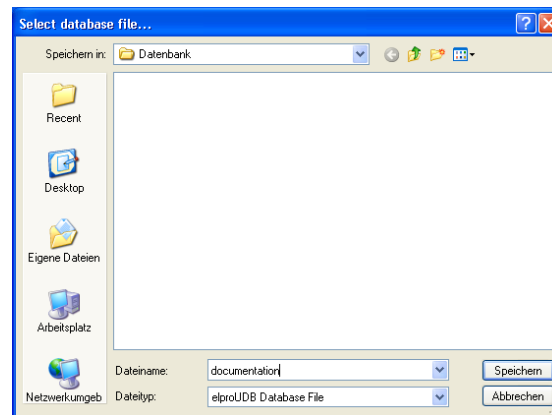 Select database file...
Speichern in:
Datenbank
Recent
Desktop
Eigene Dateien
Arbeitsplatz
Netzwerkumgeb
Dateiname:
documentation
Speichern
Dateityp:
elproUDB Database File
Abbrechen